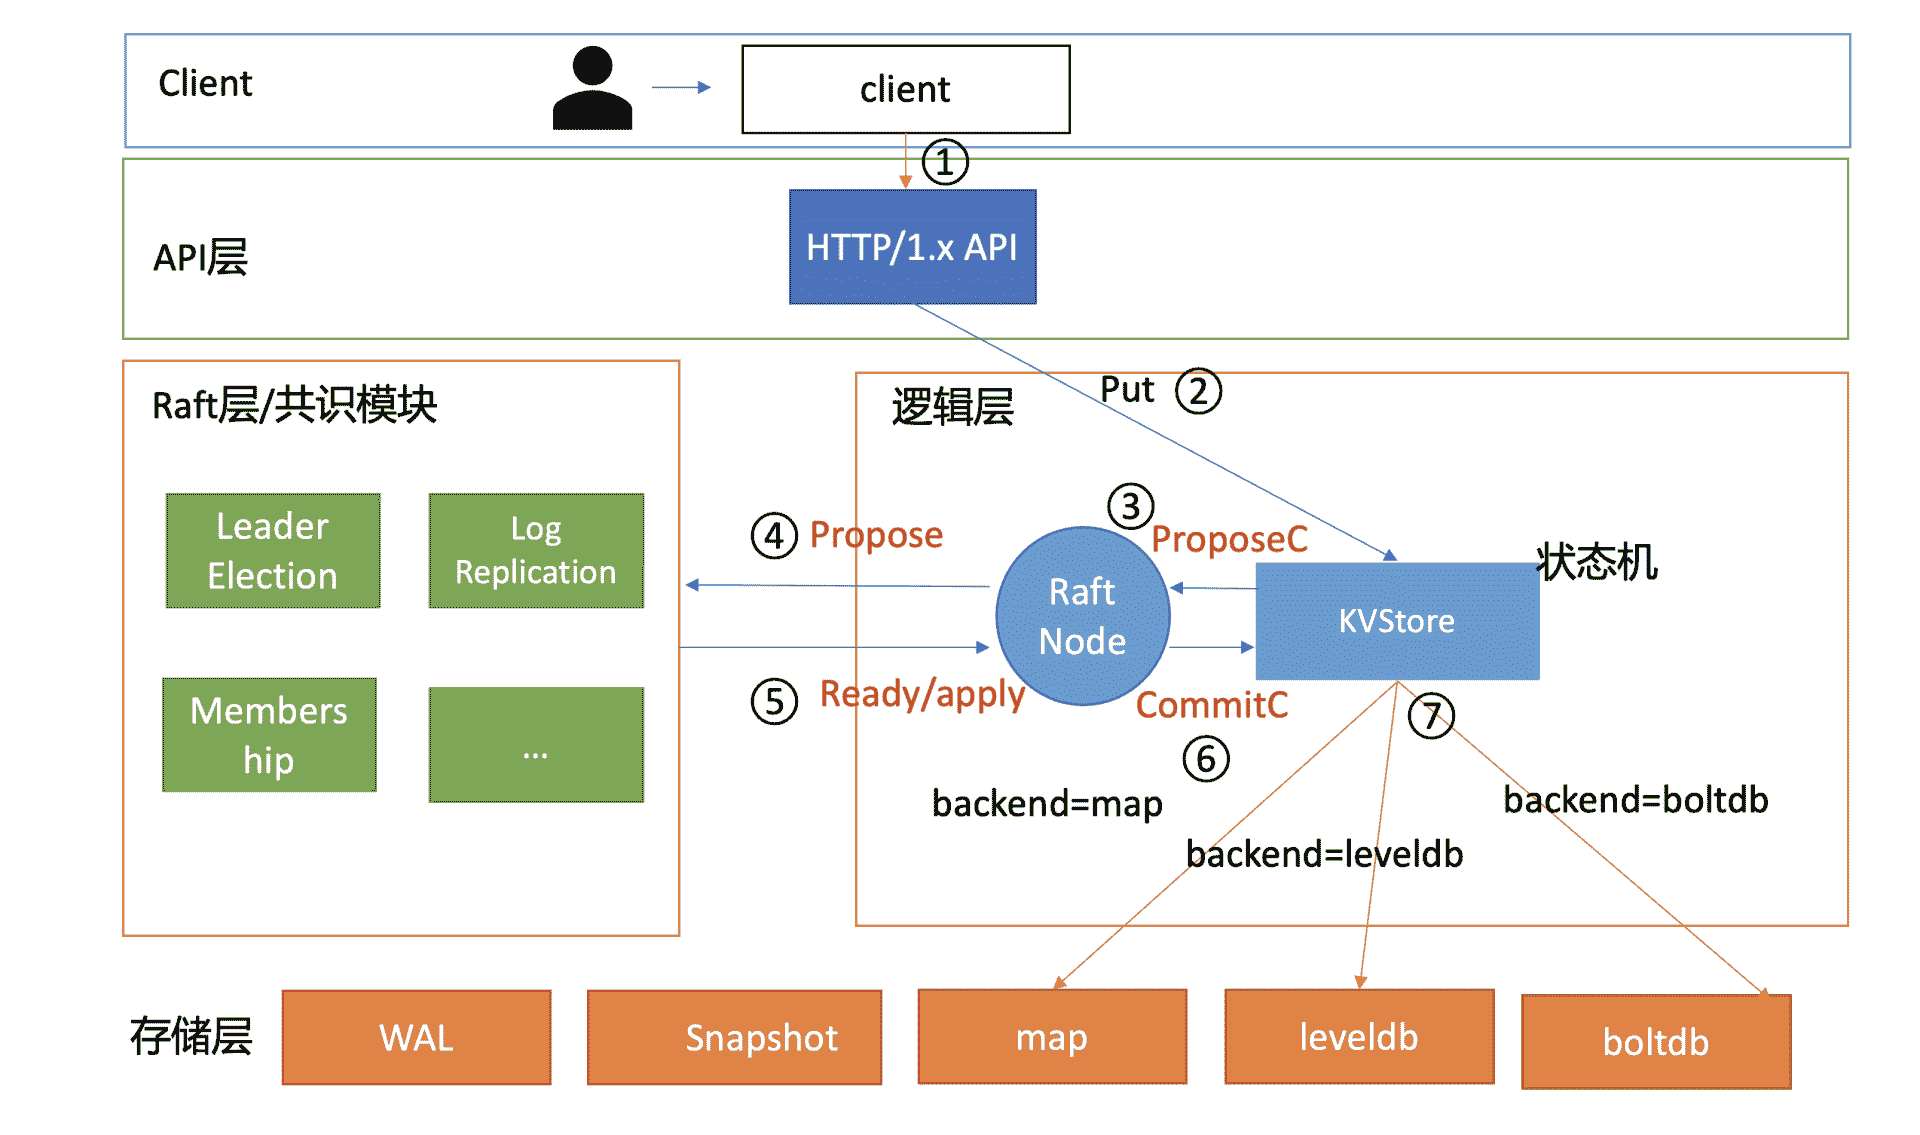 Client
client
①
API层
HTTP/1.x API
Put ②
Raft层/共识模块
逻辑层
Leader
Election
Log
Replication
Members
hip
...
④ Propose
⑤ Ready/apply
③
ProposeC
Raft
Node
CommitC
⑥
状态机
KVStore
⑦
backend=map
backend=leveldb
backend=boltdb
存储层
WAL
Snapshot
map
leveldb
boltdb